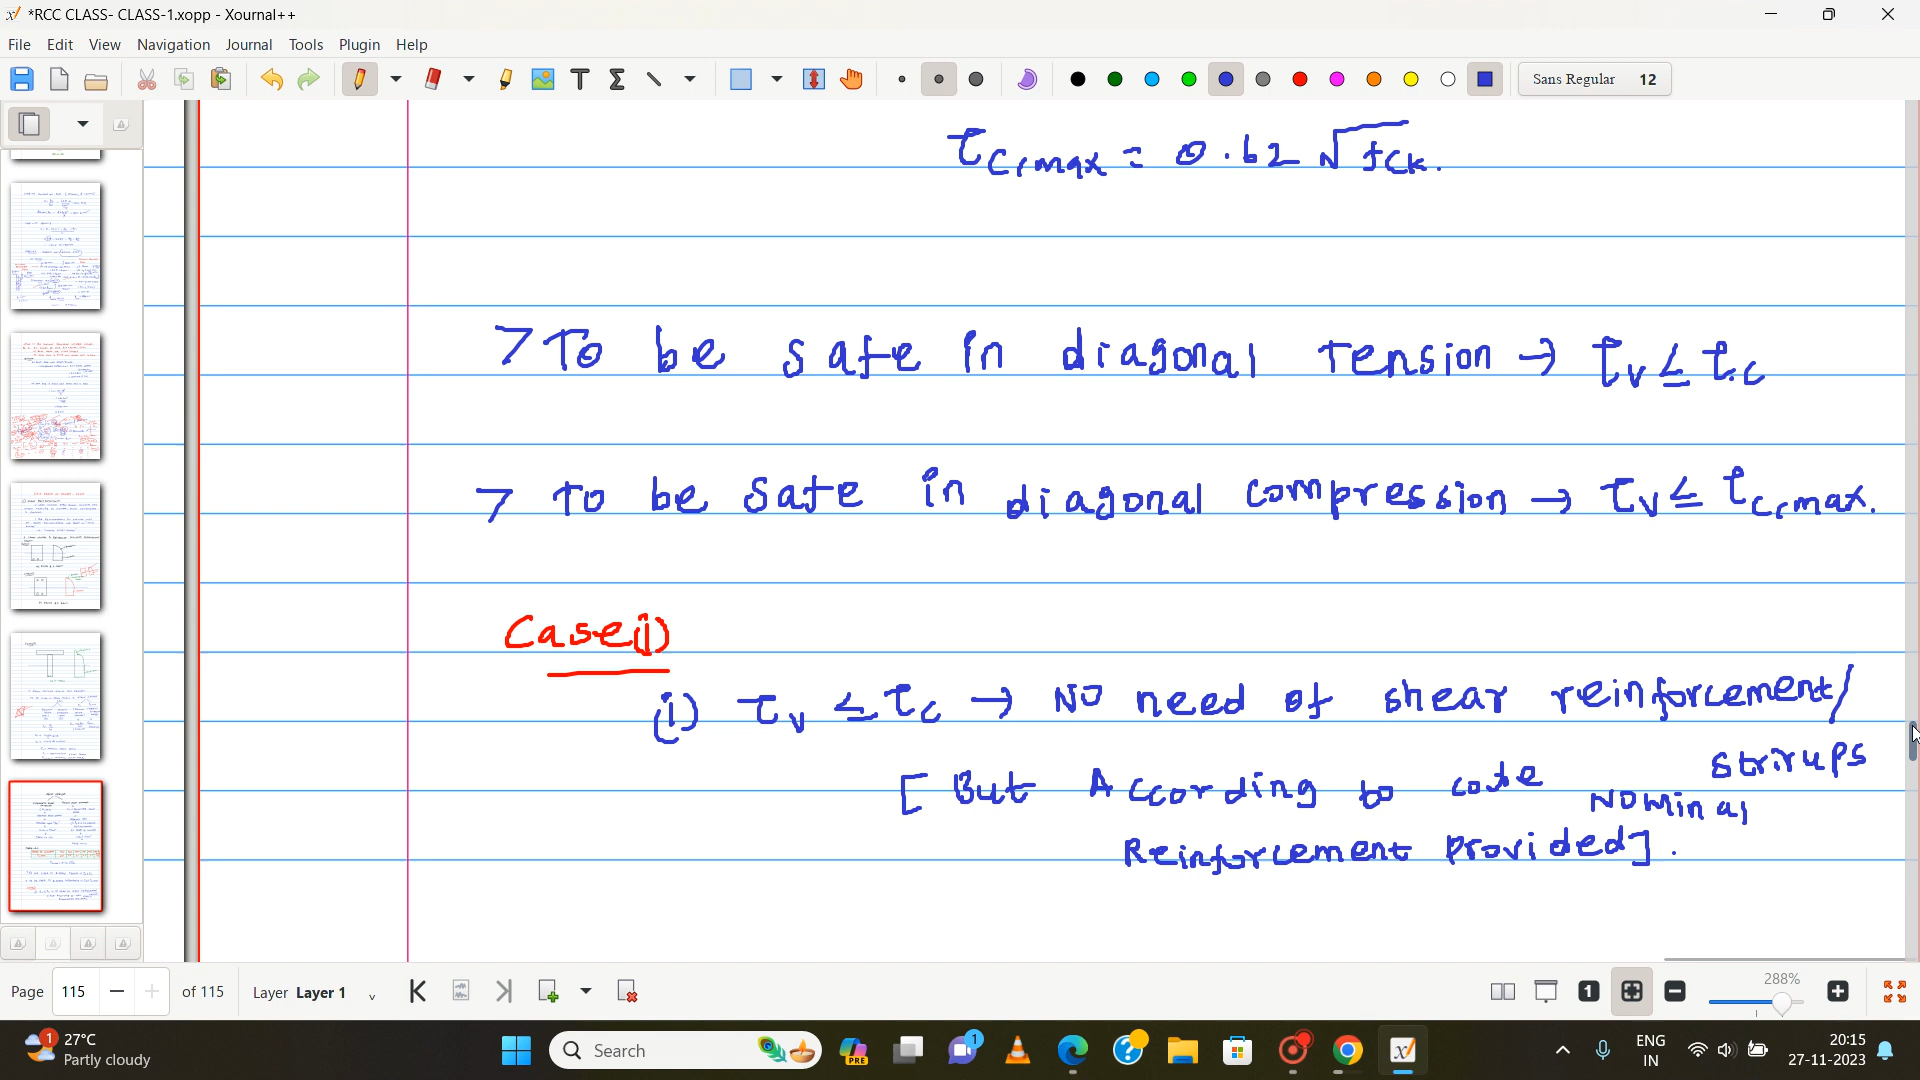 *RCC CLASS- CLASS-1.xopp - Xournal++
File Edit View Navigation Journal Tools Plugin Help
Sans Regular 12
τc,max = 0.62 √fck.
> To be safe in diagonal tension → τv ≤ τc
> To be safe in diagonal compression → τv ≤ τc,max.
Case(i)
(i) τv ≤ τc → NO need of shear reinforcement/
strirups
[ But According to code Nominal
Reinforcement Provided].
Page 115 of 115 Layer Layer 1 288%
27°C
Partly cloudy
Search
PRE
ENG
IN
20:15
27-11-2023